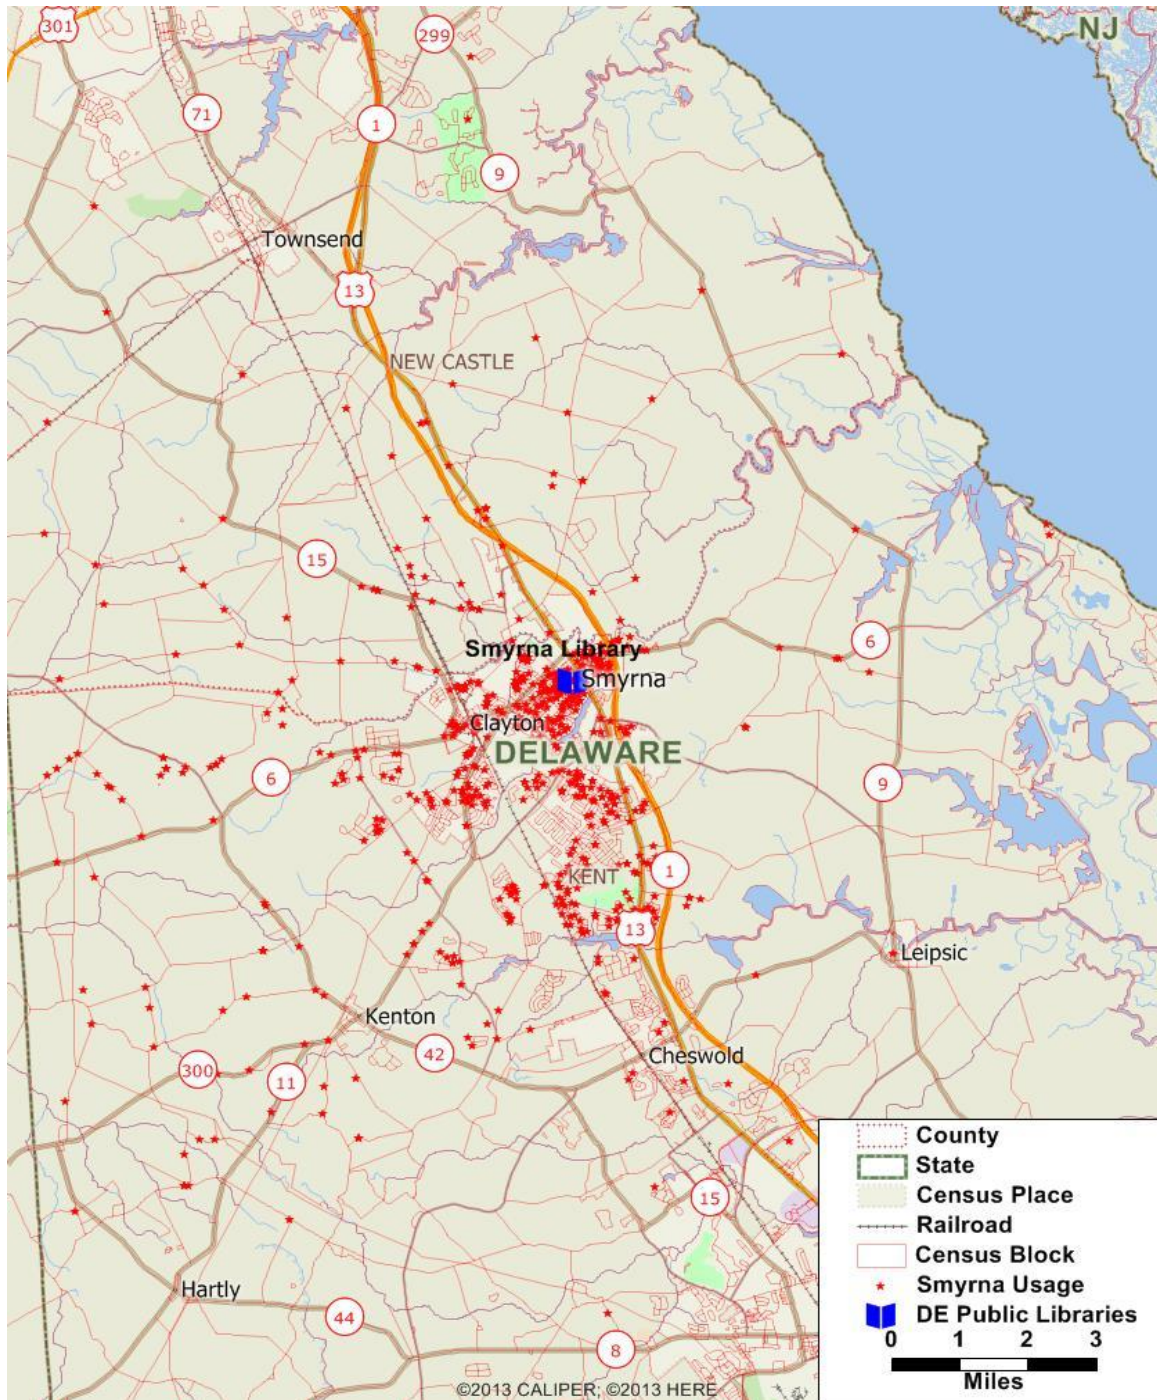 301
299
NJ
71
1
9
Townsend
13
NEW CASTLE
15
6
Smyrna Library
Smyrna
Clayton
DELAWARE
6
9
KENT
1
13
Leipsic
Kenton
42
Cheswold
300
11
15
Hartly
44
8
County
State
Census Place
Railroad
Census Block
Smyrna Usage
DE Public Libraries
0 1 2 3
Miles
©2013 CALIPER; ©2013 HERE